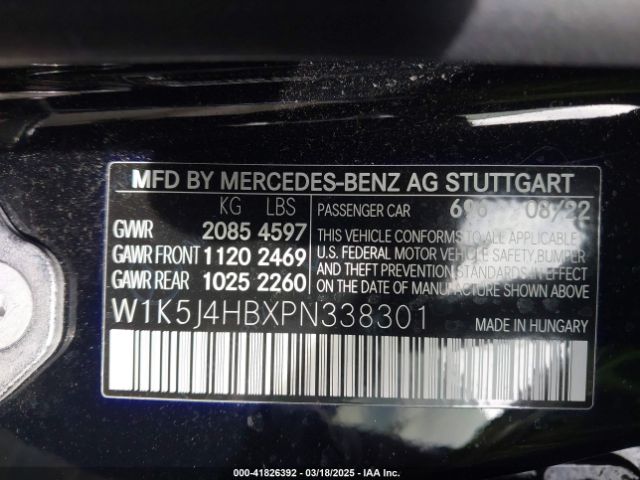 MFD BY MERCEDES-BENZ AG STUTTGART
KG LBS
GVWR 2085 4597
GAWR FRONT 1120 2469
GAWR REAR 1025 2260
PASSENGER CAR 696 08/22
THIS VEHICLE CONFORMS TO ALL APPLICABLE
U.S. FEDERAL MOTOR VEHICLE SAFETY, BUMPER
AND THEFT PREVENTION STANDARDS IN EFFECT
ON THE DATE OF MANUFACTURE SHOWN ABOVE
W1K5J4HBXPN338301 MADE IN HUNGARY
000-41826392 — 03/18/2025 — IAA Inc.